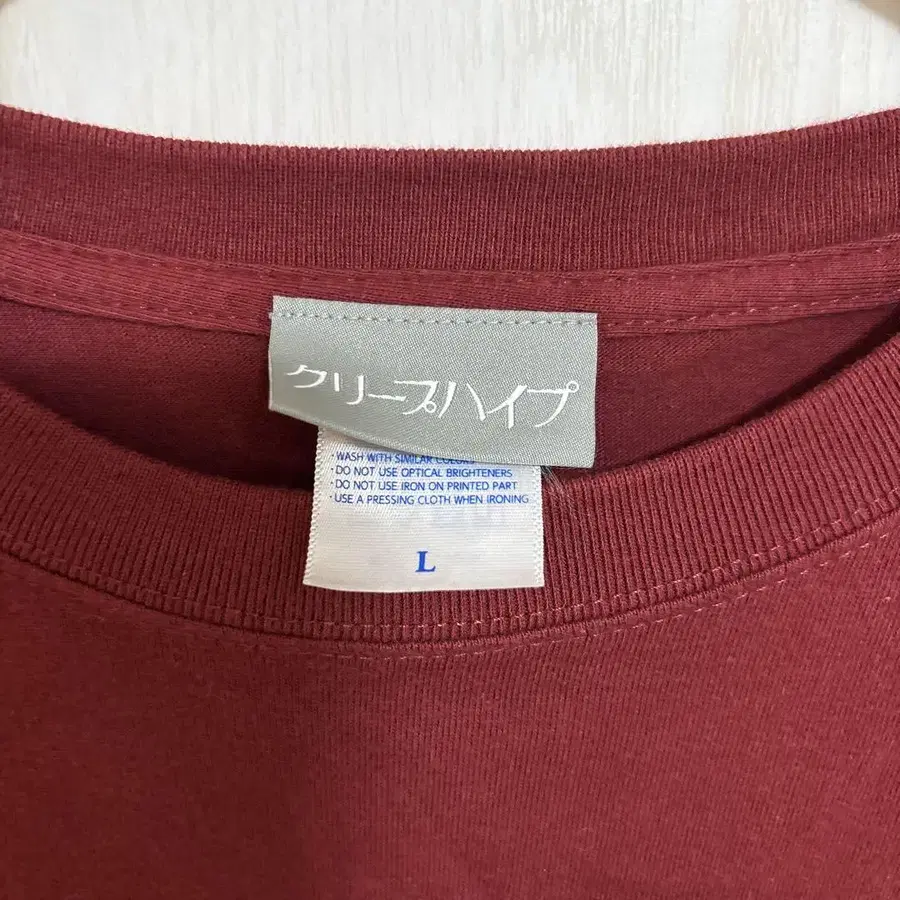 クリープハイプ
WASH WITH SIMILAR COLORS
・DO NOT USE OPTICAL BRIGHTENERS
・DO NOT USE IRON ON PRINTED PART
・USE A PRESSING CLOTH WHEN IRONING
L